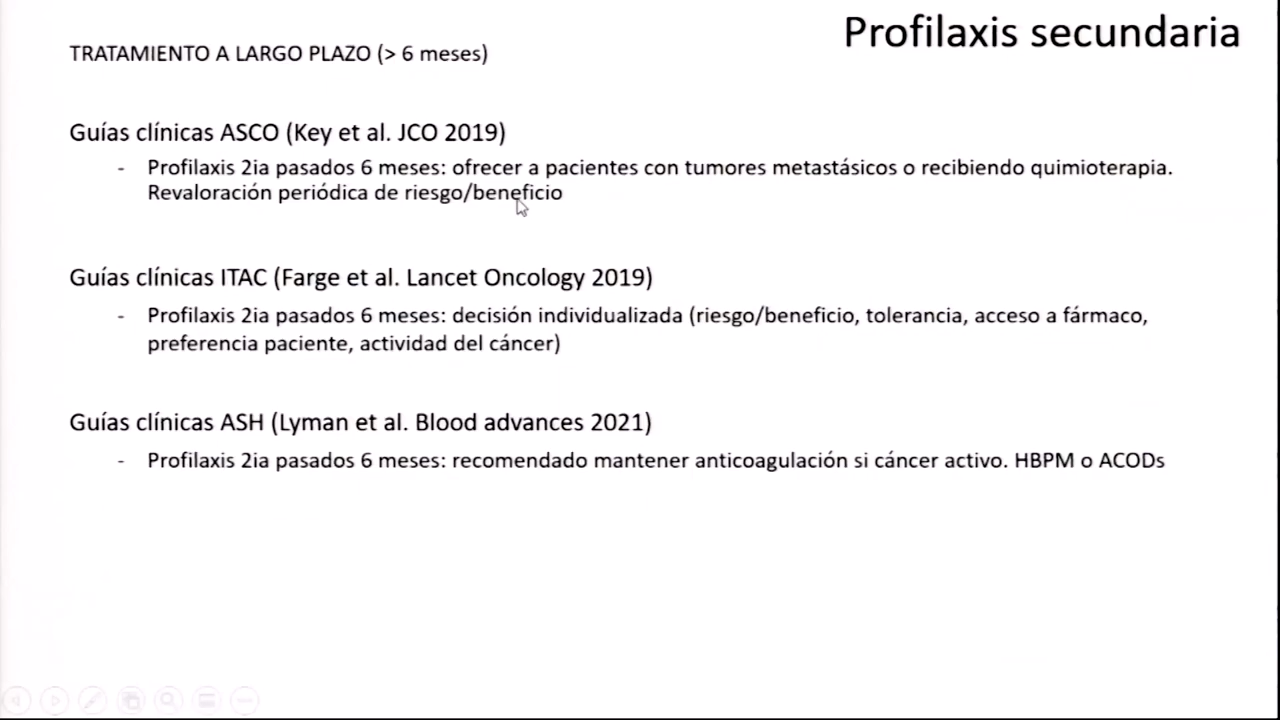 Profilaxis secundaria
TRATAMIENTO A LARGO PLAZO (> 6 meses)
Guías clínicas ASCO (Key et al. JCO 2019)
- Profilaxis 2ia pasados 6 meses: ofrecer a pacientes con tumores metastásicos o recibiendo quimioterapia.
Revaloración periódica de riesgo/beneficio
Guías clínicas ITAC (Farge et al. Lancet Oncology 2019)
- Profilaxis 2ia pasados 6 meses: decisión individualizada (riesgo/beneficio, tolerancia, acceso a fármaco,
preferencia paciente, actividad del cáncer)
Guías clínicas ASH (Lyman et al. Blood advances 2021)
- Profilaxis 2ia pasados 6 meses: recomendado mantener anticoagulación si cáncer activo. HBPM o ACODs